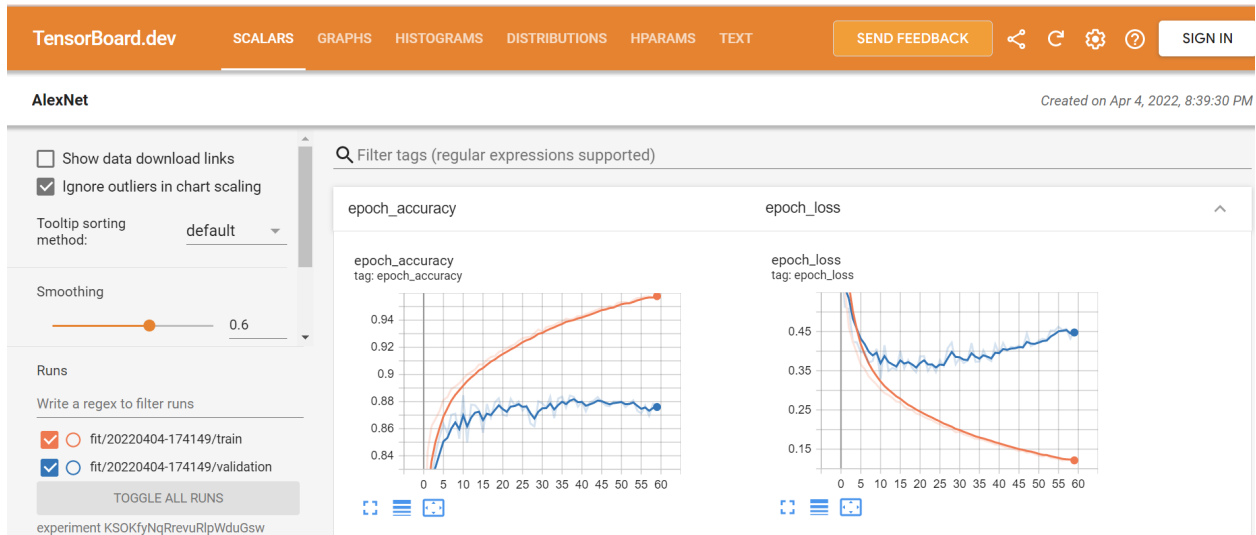 TensorBoard.dev SCALARS GRAPHS HISTOGRAMS DISTRIBUTIONS HPARAMS TEXT SEND FEEDBACK SIGN IN
AlexNet Created on Apr 4, 2022, 8:39:30 PM
Show data download links
Ignore outliers in chart scaling
Tooltip sorting
method: default
Smoothing
0.6
Runs
Write a regex to filter runs
fit/20220404-174149/train
fit/20220404-174149/validation
TOGGLE ALL RUNS
experiment KSOKfyNqRrevuRlpWduGsw
Filter tags (regular expressions supported)
epoch_accuracy epoch_loss
epoch_accuracy
tag: epoch_accuracy
0.94
0.92
0.9
0.88
0.86
0.84
0 5 10 15 20 25 30 35 40 45 50 55 60
epoch_loss
tag: epoch_loss
0.45
0.35
0.25
0.15
0 5 10 15 20 25 30 35 40 45 50 55 60